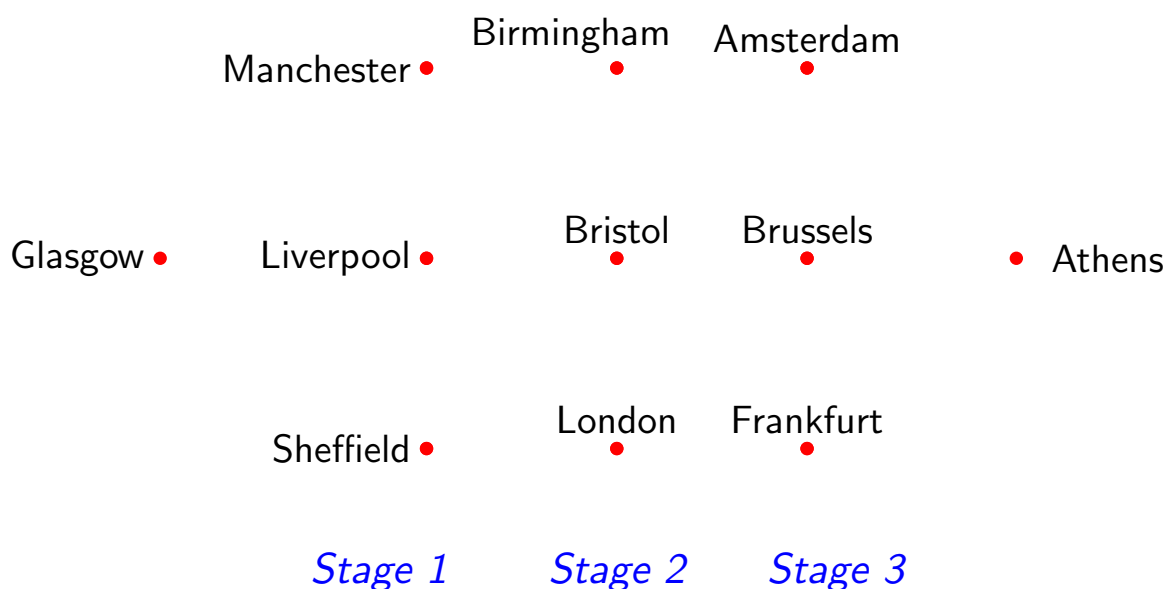 Birmingham
Amsterdam
Manchester
Bristol
Brussels
Glasgow
Liverpool
Athens
London
Frankfurt
Sheffield
Stage 1
Stage 2
Stage 3